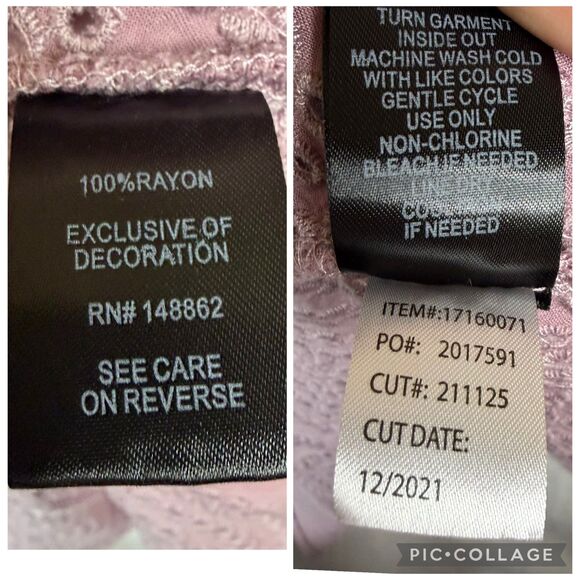 100%RAYON
EXCLUSIVE OF
DECORATION
RN# 148862
SEE CARE
ON REVERSE
TURN GARMENT
INSIDE OUT
MACHINE WASH COLD
WITH LIKE COLORS
GENTLE CYCLE
USE ONLY
NON-CHLORINE
BLEACH IF NEEDED
LINE DRY
IF NEEDED
ITEM#:17160071
PO#: 2017591
CUT#: 211125
CUT DATE:
12/2021
PIC•COLLAGE